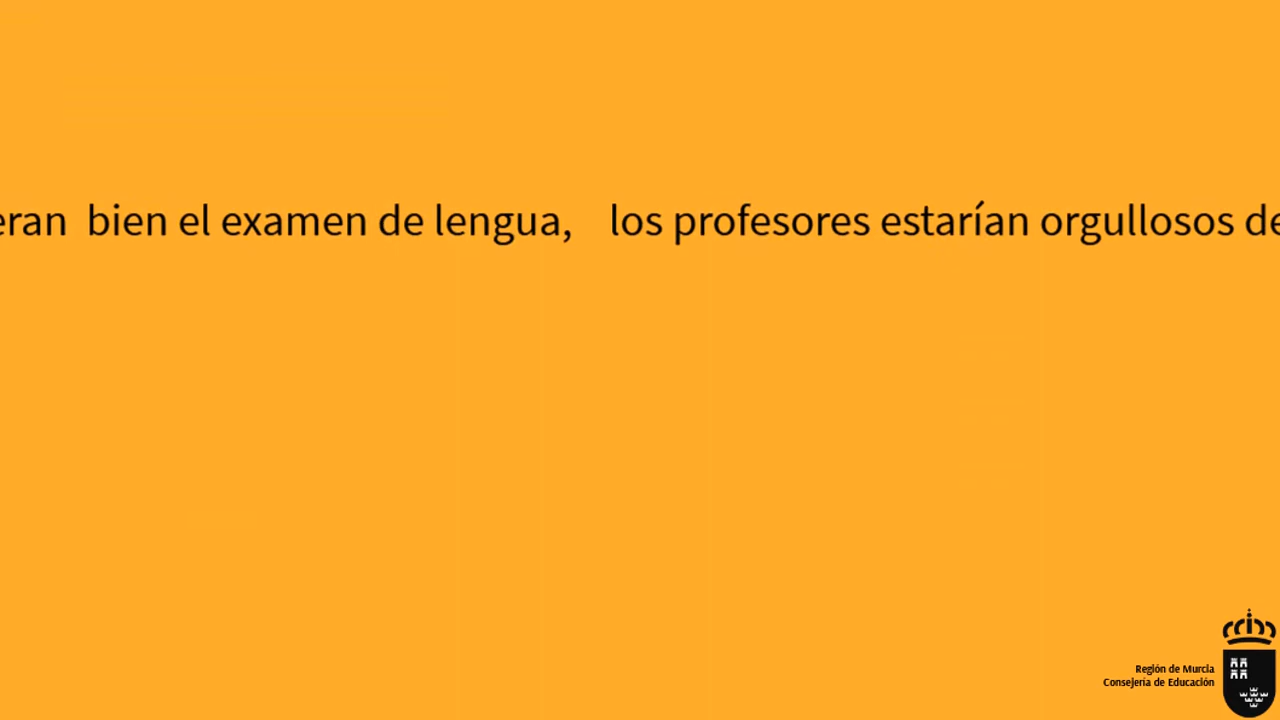 eran bien el examen de lengua, los profesores estarían orgullosos de
Región de Murcia
Consejería de Educación